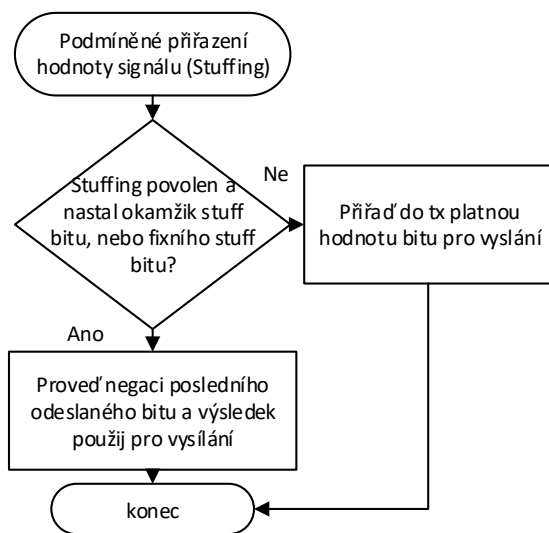 Podmíněné přiřazení
hodnoty signálu (Stuffing)
Stuffing povolen a
nastal okamžik stuff
bitu, nebo fixního stuff
bitu?
Ne
Přiřaď do tx platnou
hodnotu bitu pro vyslání
Ano
Proveď negaci posledního
odeslaného bitu a výsledek
použij pro vysílání
konec